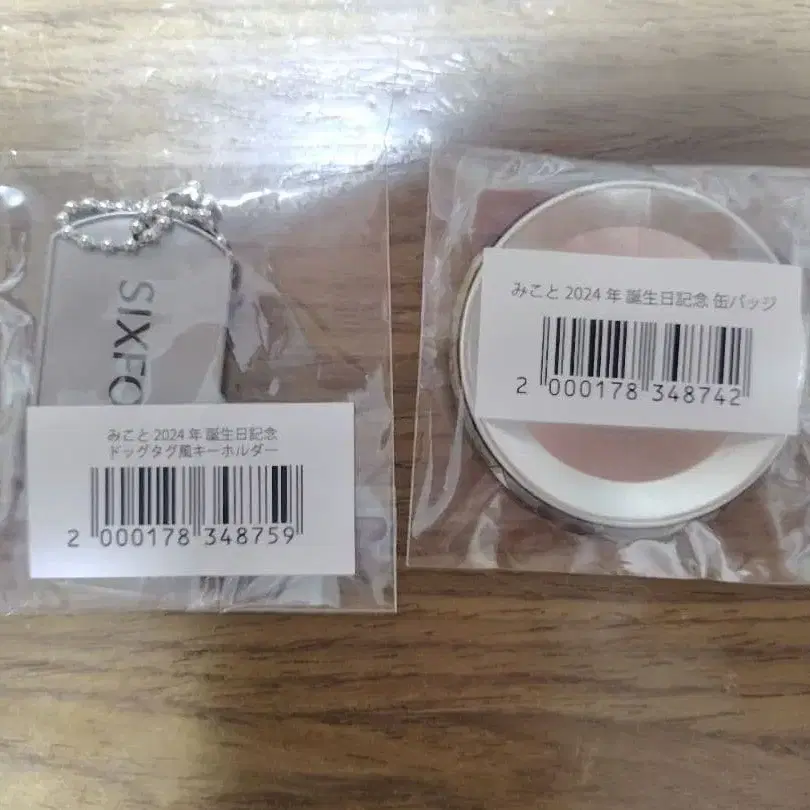 SIXFO
みこと 2024 年 誕生日記念
ドッグタグ風キーホルダー
2 000178 348759
みこと 2024 年 誕生日記念 缶バッジ
2 000178 348742